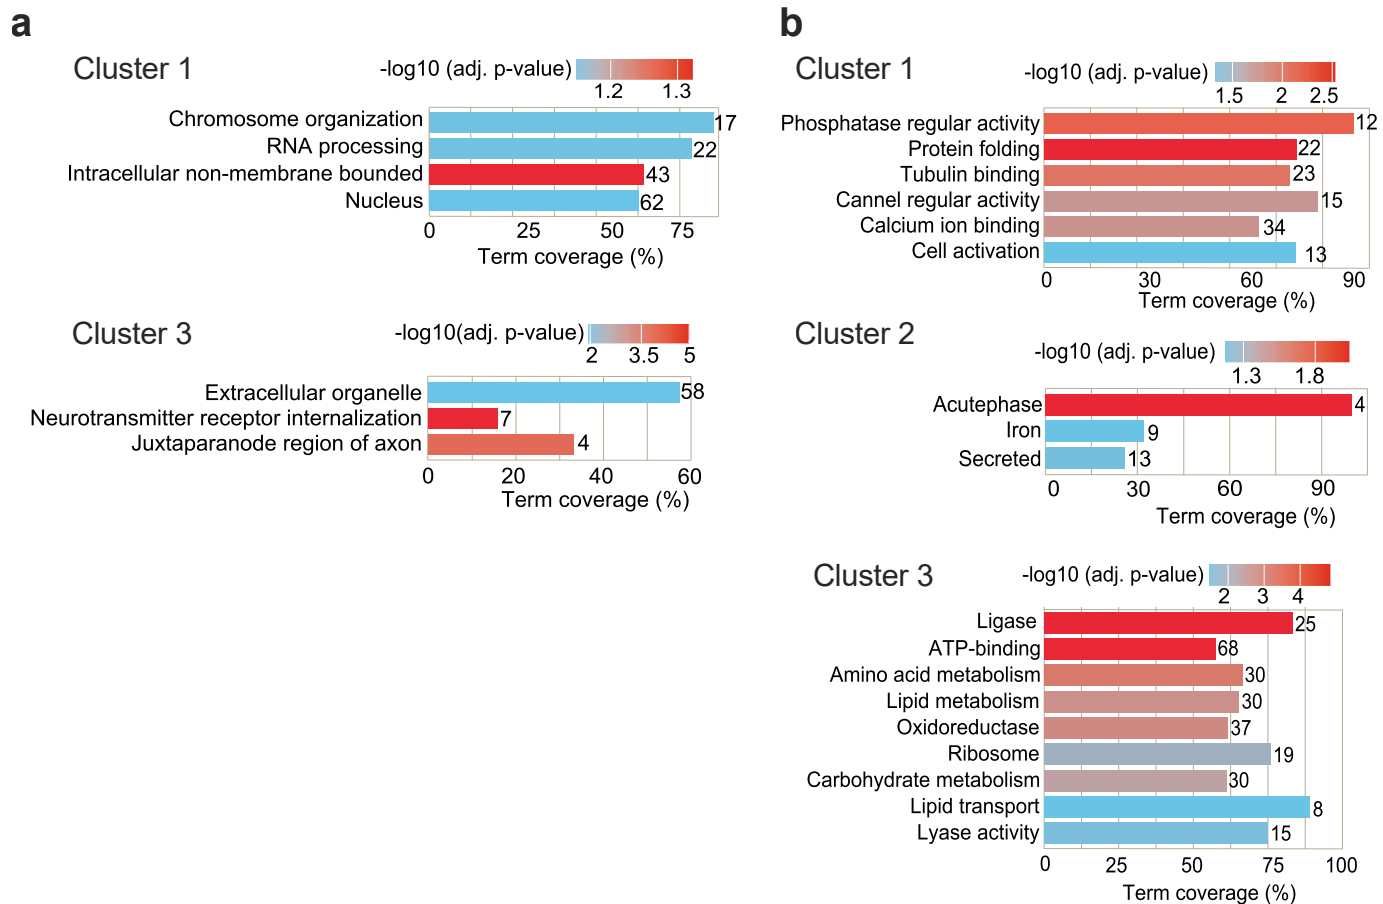 a
Cluster 1
-log10 (adj. p-value)
1.2 1.3
Chromosome organization 17
RNA processing 22
Intracellular non-membrane bounded 43
Nucleus 62
0 25 50 75
Term coverage (%)
Cluster 3
-log10(adj. p-value)
2 3.5 5
Extracellular organelle 58
Neurotransmitter receptor internalization 7
Juxtaparanode region of axon 4
0 20 40 60
Term coverage (%)
b
Cluster 1
-log10 (adj. p-value)
1.5 2 2.5
Phosphatase regular activity 12
Protein folding 22
Tubulin binding 23
Cannel regular activity 15
Calcium ion binding 34
Cell activation 13
0 30 60 90
Term coverage (%)
Cluster 2
-log10 (adj. p-value)
1.3 1.8
Acutephase 4
Iron 9
Secreted 13
0 30 60 90
Term coverage (%)
Cluster 3
-log10 (adj. p-value)
2 3 4
Ligase 25
ATP-binding 68
Amino acid metabolism 30
Lipid metabolism 30
Oxidoreductase 37
Ribosome 19
Carbohydrate metabolism 30
Lipid transport 8
Lyase activity 15
0 25 50 75 100
Term coverage (%)